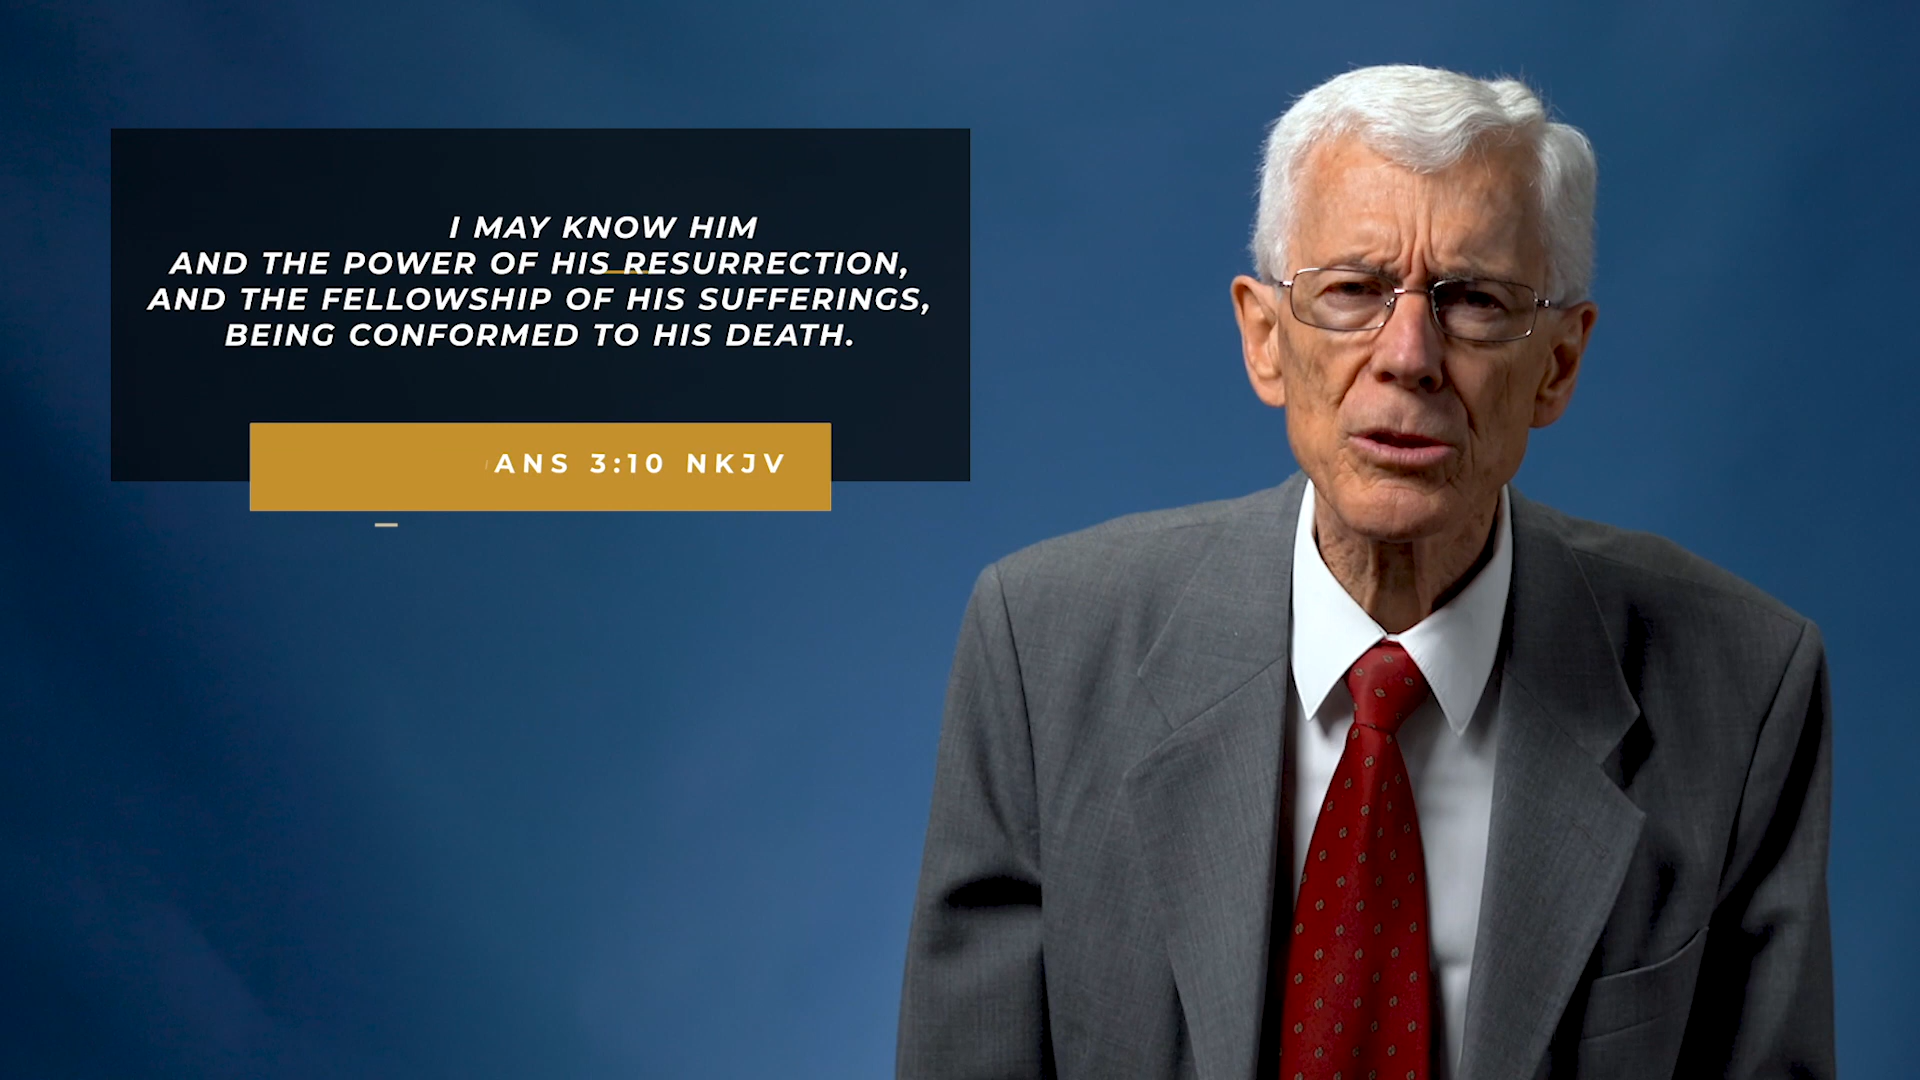 I MAY KNOW HIM
AND THE POWER OF HIS RESURRECTION,
AND THE FELLOWSHIP OF HIS SUFFERINGS,
BEING CONFORMED TO HIS DEATH.
ANS 3:10 NKJV